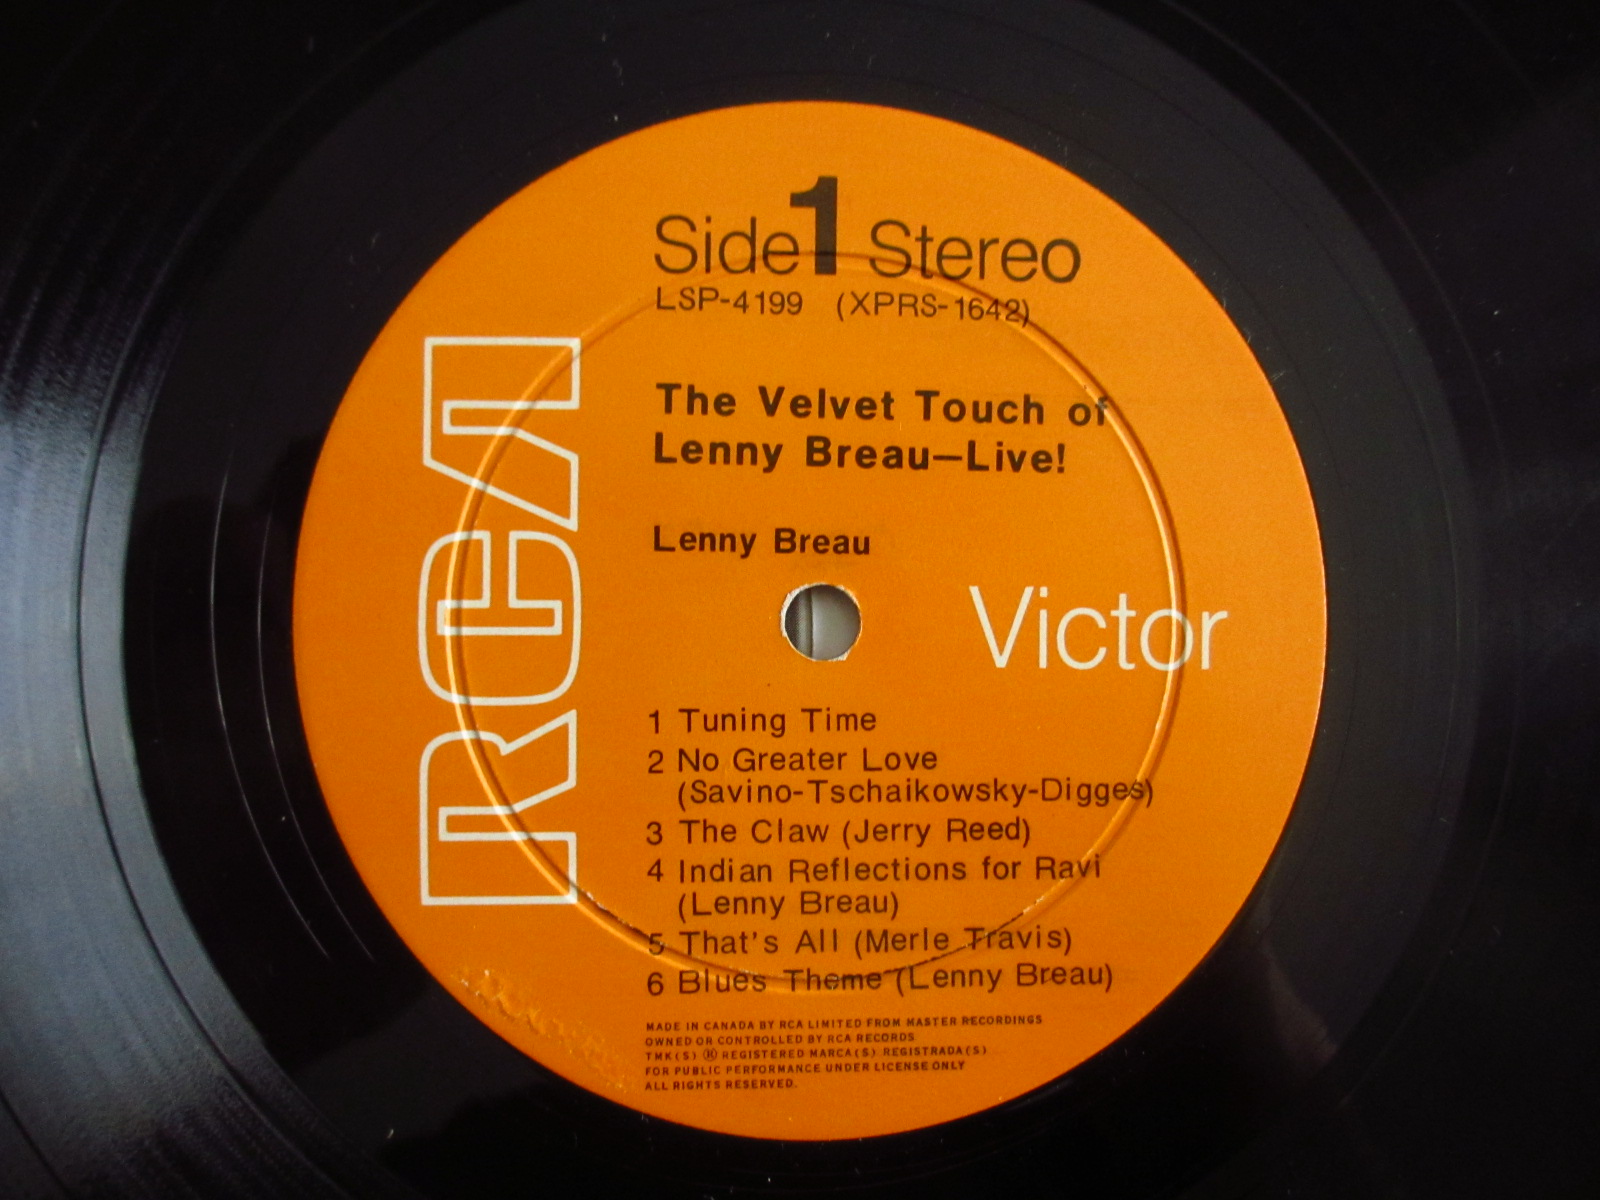 Side 1 Stereo
LSP-4199 (XPRS-1642)
The Velvet Touch of
Lenny Breau—Live!
Lenny Breau
RCA
Victor
1 Tuning Time
2 No Greater Love
(Savino-Tschaikowsky-Digges)
3 The Claw (Jerry Reed)
4 Indian Reflections for Ravi
(Lenny Breau)
5 That's All (Merle Travis)
6 Blues Theme (Lenny Breau)
MADE IN CANADA BY RCA LIMITED FROM MASTER RECORDINGS
OWNED OR CONTROLLED BY RCA RECORDS
TMK(S) ® REGISTERED MARCA(S) REGISTRADA(S)
FOR PUBLIC PERFORMANCE UNDER LICENSE ONLY
ALL RIGHTS RESERVED.